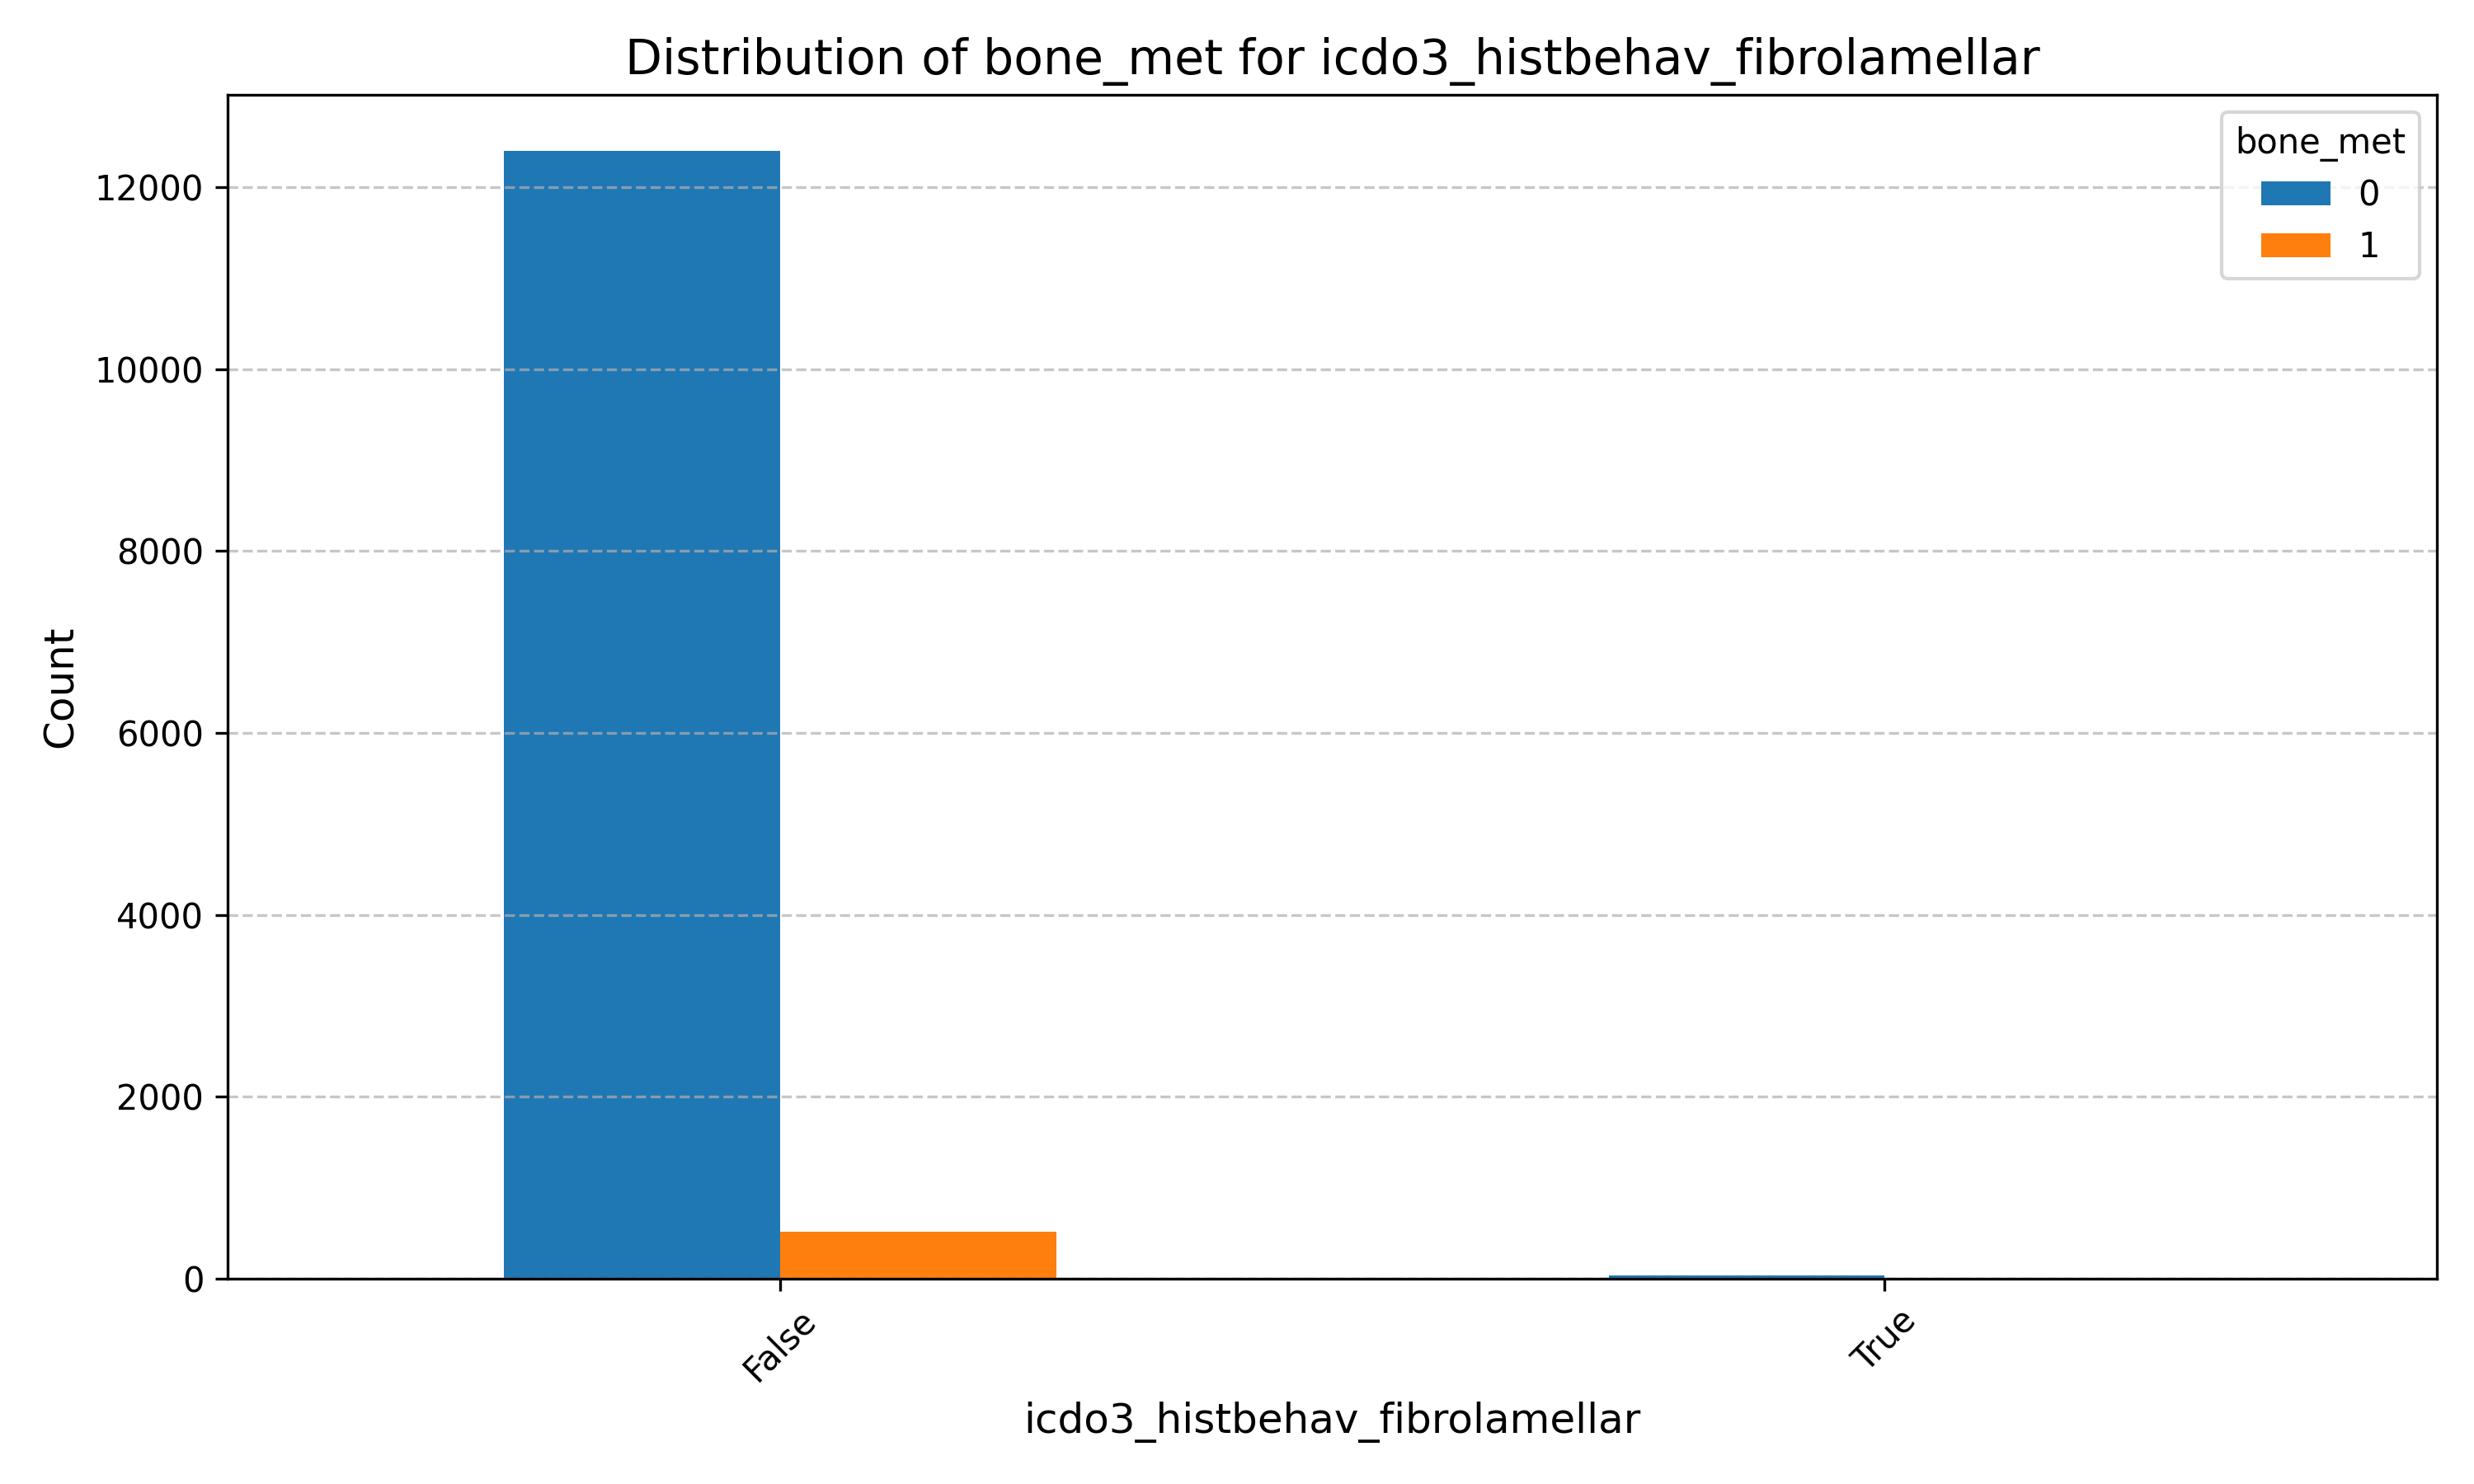 Distribution of bone_met for icdo3_histbehav_fibrolamellar
bone_met
0
1
12000
10000
8000
6000
4000
2000
0
Count
False
True
icdo3_histbehav_fibrolamellar